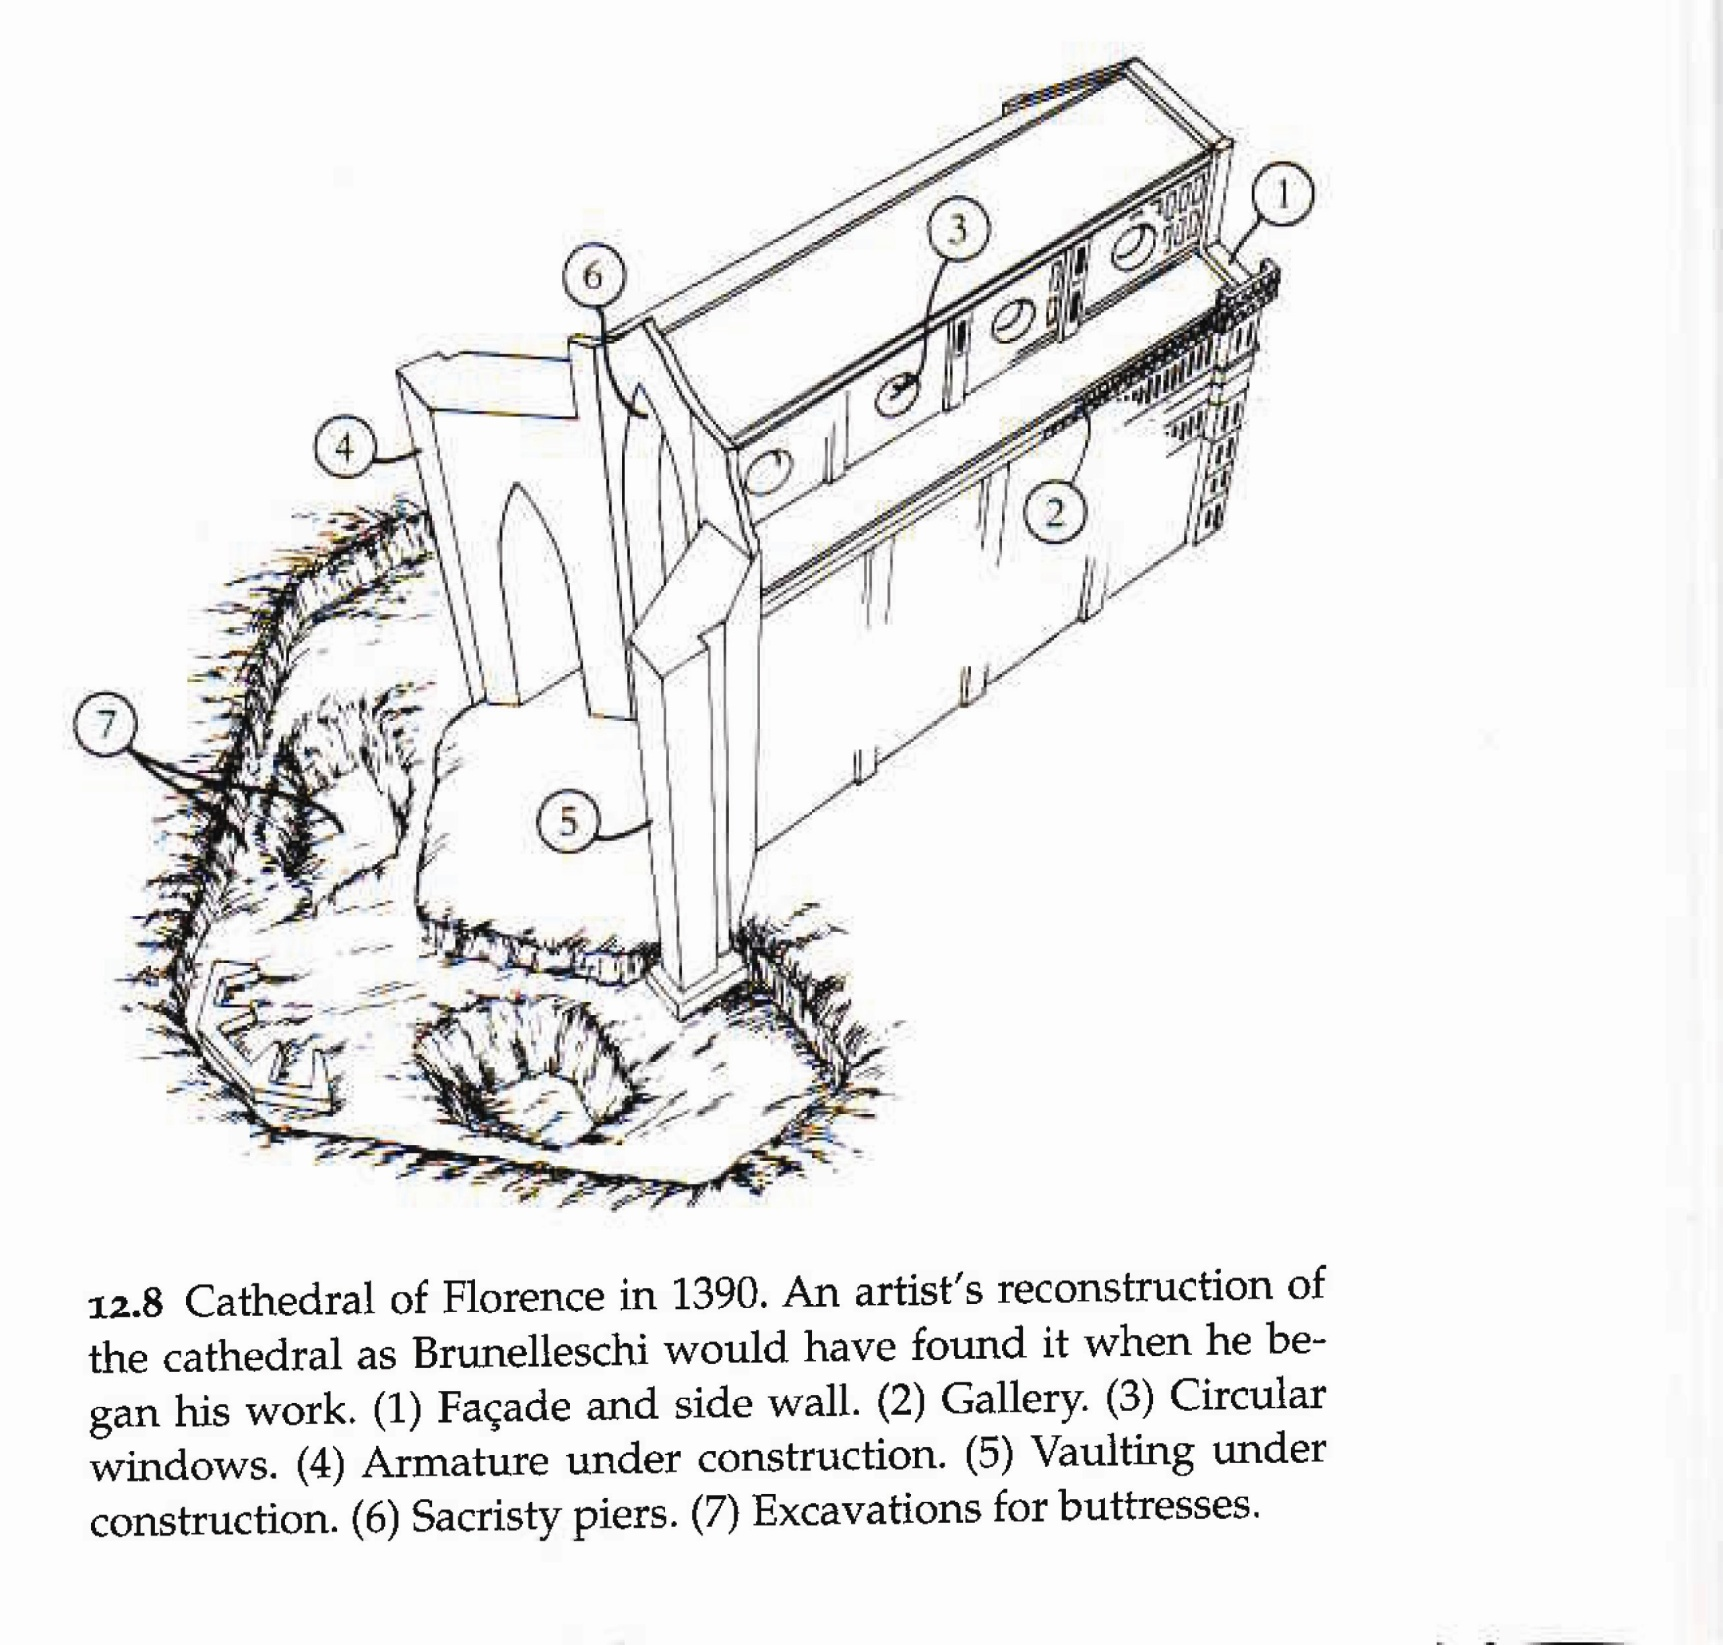 1
3
6
4
2
7
5
12.8 Cathedral of Florence in 1390. An artist's reconstruction of
the cathedral as Brunelleschi would have found it when he be-
gan his work. (1) Façade and side wall. (2) Gallery. (3) Circular
windows. (4) Armature under construction. (5) Vaulting under
construction. (6) Sacristy piers. (7) Excavations for buttresses.